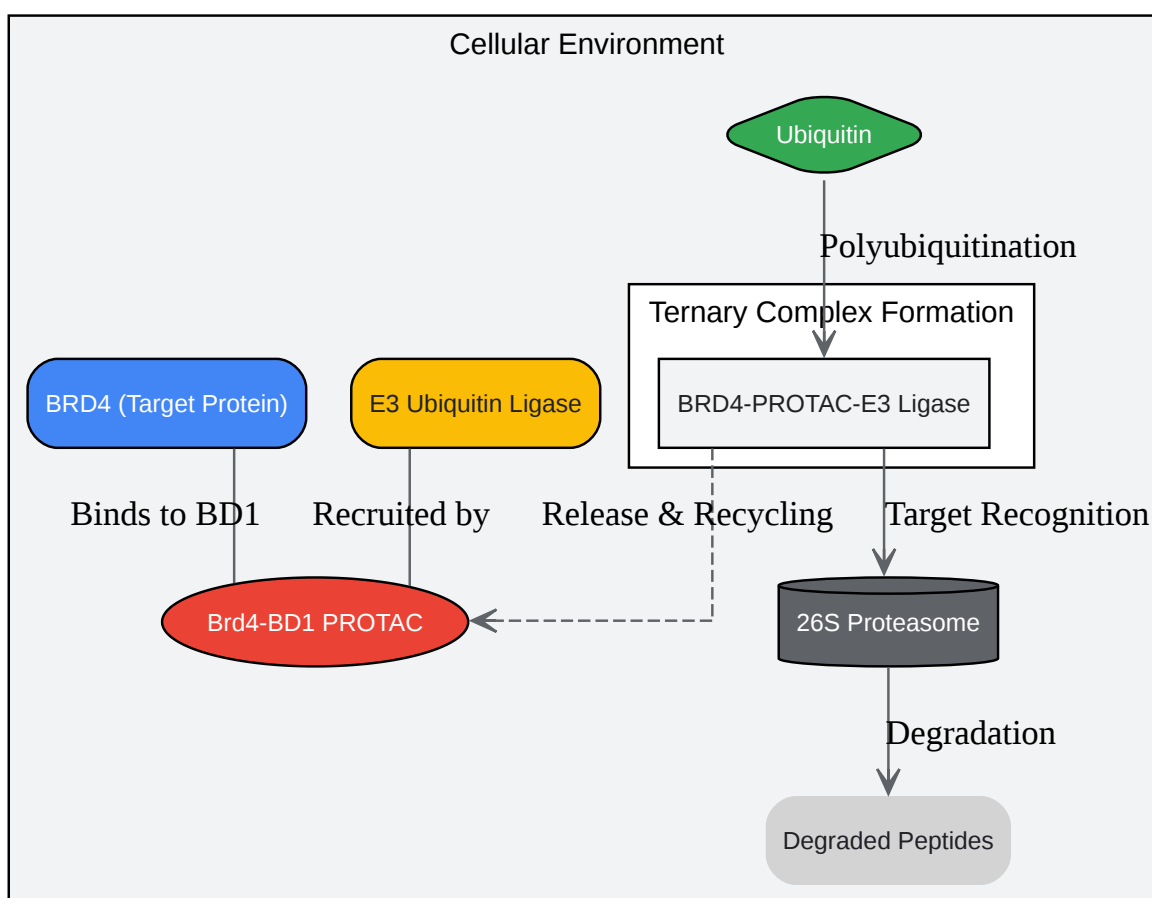 Cellular Environment
Ubiquitin
Polyubiquitination
Ternary Complex Formation
BRD4 (Target Protein)
E3 Ubiquitin Ligase
BRD4-PROTAC-E3 Ligase
Binds to BD1
Recruited by
Release & Recycling
Target Recognition
Brd4-BD1 PROTAC
26S Proteasome
Degradation
Degraded Peptides